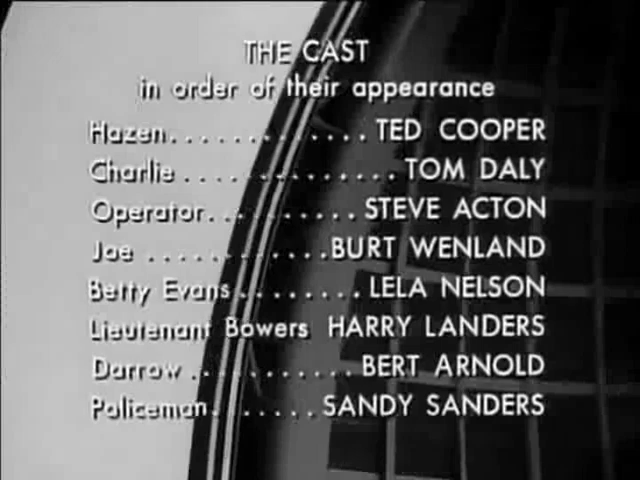 THE CAST
in order of their appearance
Hazen.............TED COOPER
Charlie..............TOM DALY
Operator..........STEVE ACTON
Joe............BURT WENLAND
Betty Evans........LELA NELSON
Lieutenant Bowers HARRY LANDERS
Darrow...........BERT ARNOLD
Policeman.......SANDY SANDERS